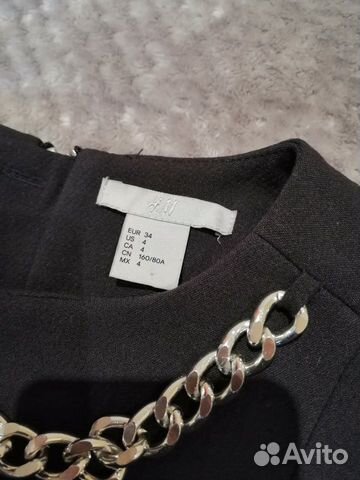 H&M
EUR 34
US 4
CA 4
CN 160/80A
MX 4
Avito